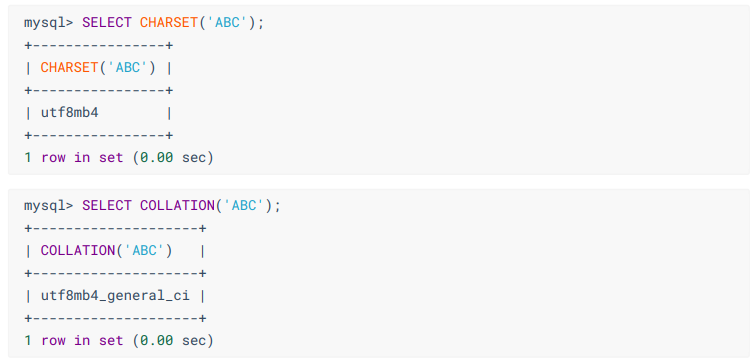 mysql> SELECT CHARSET('ABC');
+----------------+
| CHARSET('ABC') |
+----------------+
| utf8mb4        |
+----------------+
1 row in set (0.00 sec)
mysql> SELECT COLLATION('ABC');
+--------------------+
| COLLATION('ABC')   |
+--------------------+
| utf8mb4_general_ci |
+--------------------+
1 row in set (0.00 sec)